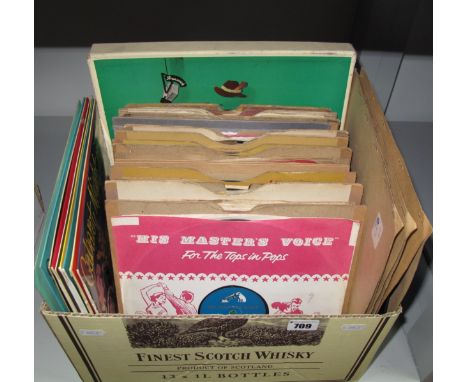 "HIS MASTER'S VOICE"
For The Tops in Pops
709
FINEST SCOTCH WHISKY
PRODUCT OF SCOTLAND
12 x 1L BOTTLES